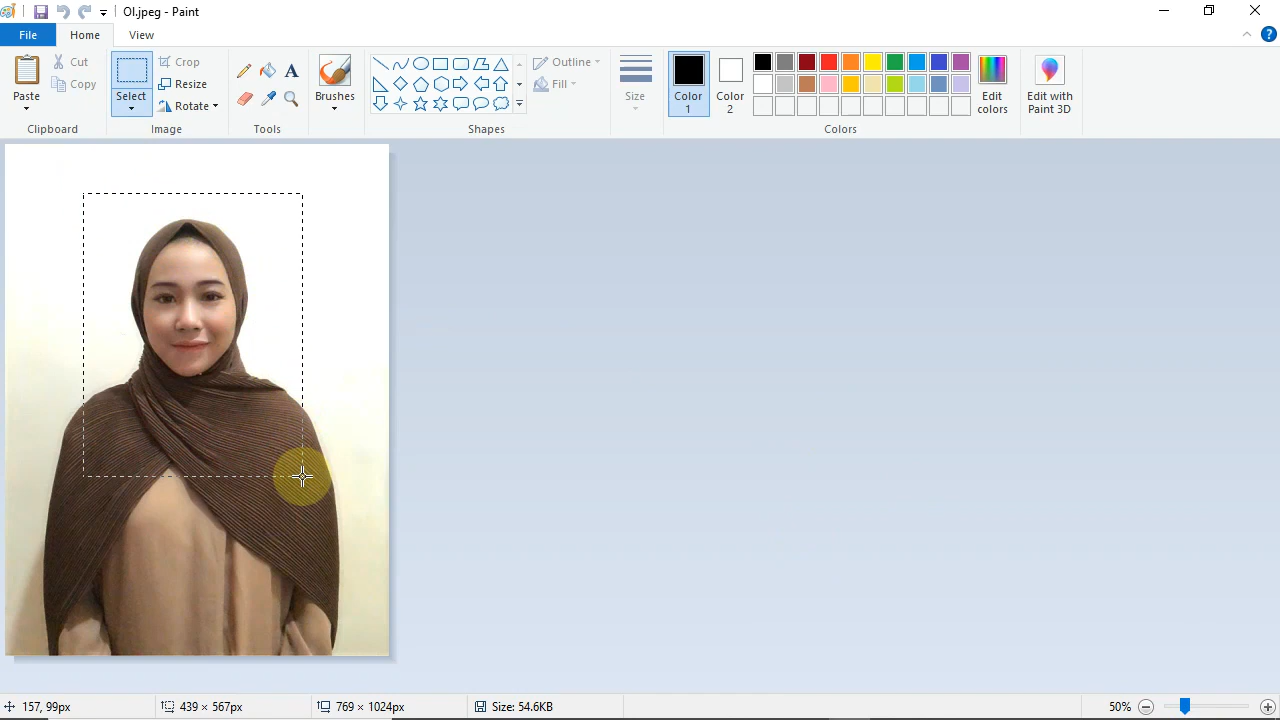 OI.jpeg - Paint
File
Home
View
Paste
Cut
Copy
Clipboard
Select
Crop
Resize
Rotate
Image
A
Tools
Brushes
Shapes
Outline
Fill
Size
Color
1
Color
2
Edit
colors
Colors
Edit with
Paint 3D
157, 99px
439 × 567px
769 × 1024px
Size: 54.6KB
50%